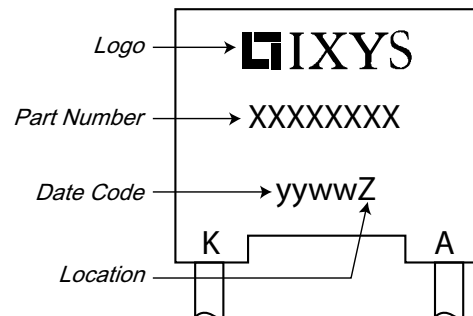 Logo IXYS
Part Number XXXXXXXX
Date Code yywwZ
K A
Location